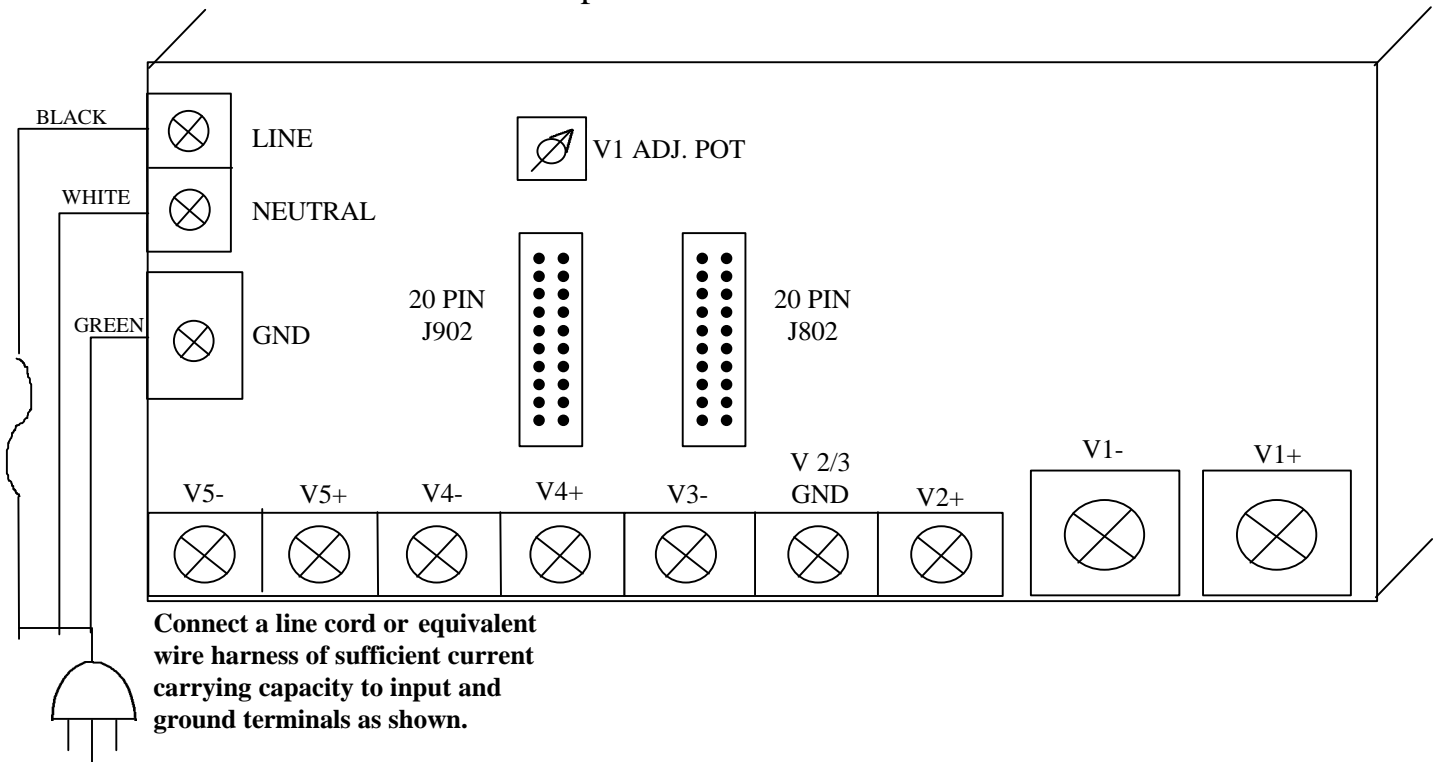 BLACK
LINE
V1 ADJ. POT
WHITE
NEUTRAL
20 PIN
J902
20 PIN
J802
GREEN
GND
V5-
V5+
V4-
V4+
V3-
V 2/3
GND
V2+
V1-
V1+
Connect a line cord or equivalent
wire harness of sufficient current
carrying capacity to input and
ground terminals as shown.